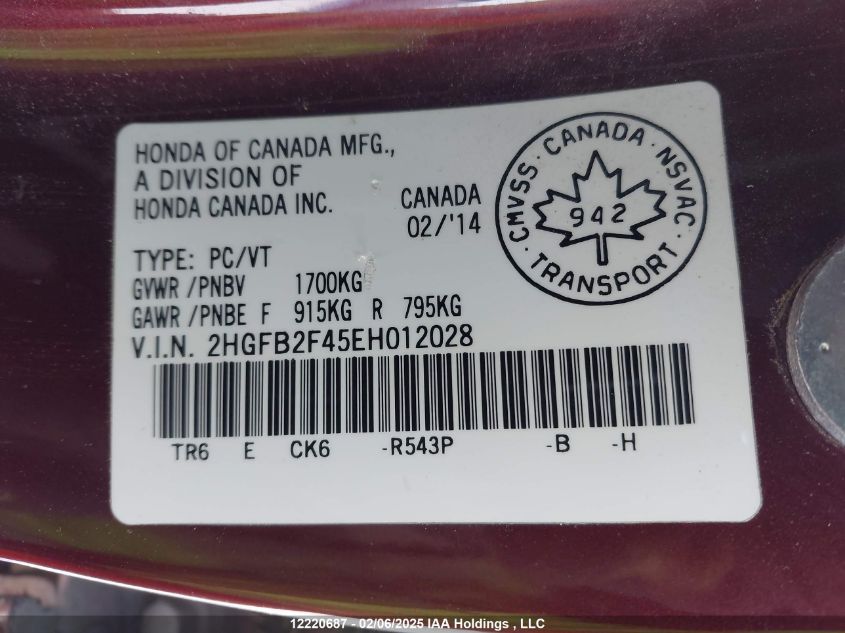 HONDA OF CANADA MFG.,
A DIVISION OF
HONDA CANADA INC.
CANADA
02/'14
CMVSS · CANADA · NSVAC · TRANSPORT ·
942
TYPE: PC/VT
GVWR /PNBV 1700KG
GAWR /PNBE F 915KG R 795KG
V.I.N. 2HGFB2F45EH012028
TR6 E CK6 -R543P -B -H
12220687 - 02/06/2025 IAA Holdings , LLC